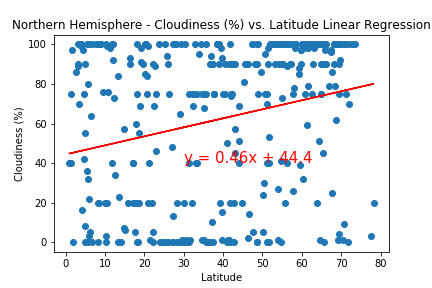 Northern Hemisphere - Cloudiness (%) vs. Latitude Linear Regression
100
80
60
40
20
0
Cloudiness (%)
y = 0.46x + 44.4
0 10 20 30 40 50 60 70 80
Latitude